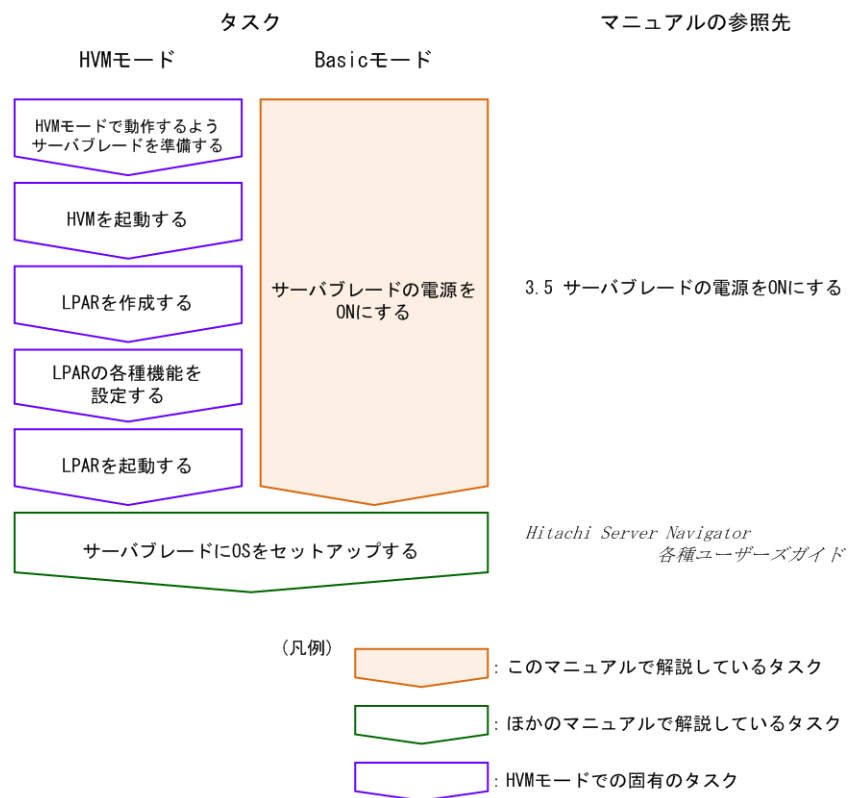 タスク
マニュアルの参照先
HVMモード
Basicモード
HVMモードで動作するよう
サーバブレードを準備する
HVMを起動する
LPARを作成する
LPARの各種機能を
設定する
LPARを起動する
サーバブレードの電源を
ONにする
3.5 サーバブレードの電源をONにする
サーバブレードにOSをセットアップする
Hitachi Server Navigator
各種ユーザーズガイド
(凡例)
: このマニュアルで解説しているタスク
: ほかのマニュアルで解説しているタスク
: HVMモードでの固有のタスク